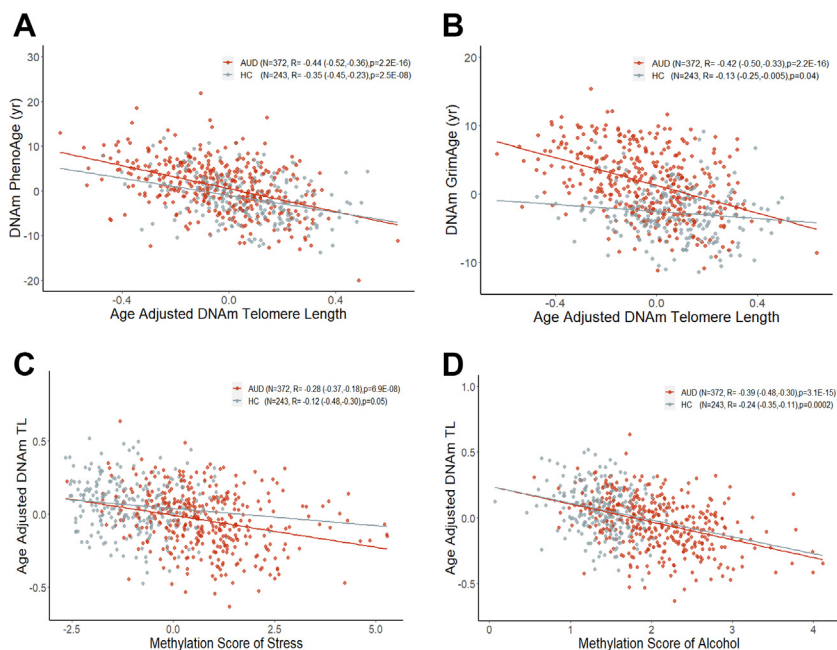 A
AUD (N=372, R= -0.44 (-0.52,-0.36),p=2.2E-16)
HC (N=243, R= -0.35 (-0.45,-0.23),p=2.5E-08)
DNAm PhenoAge (yr)
30
20
10
0
-10
-20
-0.4
0.0
0.4
Age Adjusted DNAm Telomere Length
B
AUD (N=372, R= -0.42 (-0.50,-0.33),p=2.2E-16)
HC (N=243, R= -0.13 (-0.25,-0.005),p=0.04)
DNAm GrimAge (yr)
20
10
0
-10
-0.4
0.0
0.4
Age Adjusted DNAm Telomere Length
C
AUD (N=372, R= -0.28 (-0.37,-0.18),p=6.9E-08)
HC (N=243, R= -0.12 (-0.48,-0.30),p=0.05)
Age Adjusted DNAm TL
0.5
0.0
-0.5
-2.5
0.0
2.5
5.0
Methylation Score of Stress
D
AUD (N=372, R= -0.39 (-0.48,-0.30),p=3.1E-15)
HC (N=243, R= -0.24 (-0.35,-0.11),p=0.0002)
Age Adjusted DNAm TL
1.0
0.5
0.0
-0.5
0
1
2
3
4
Methylation Score of Alcohol